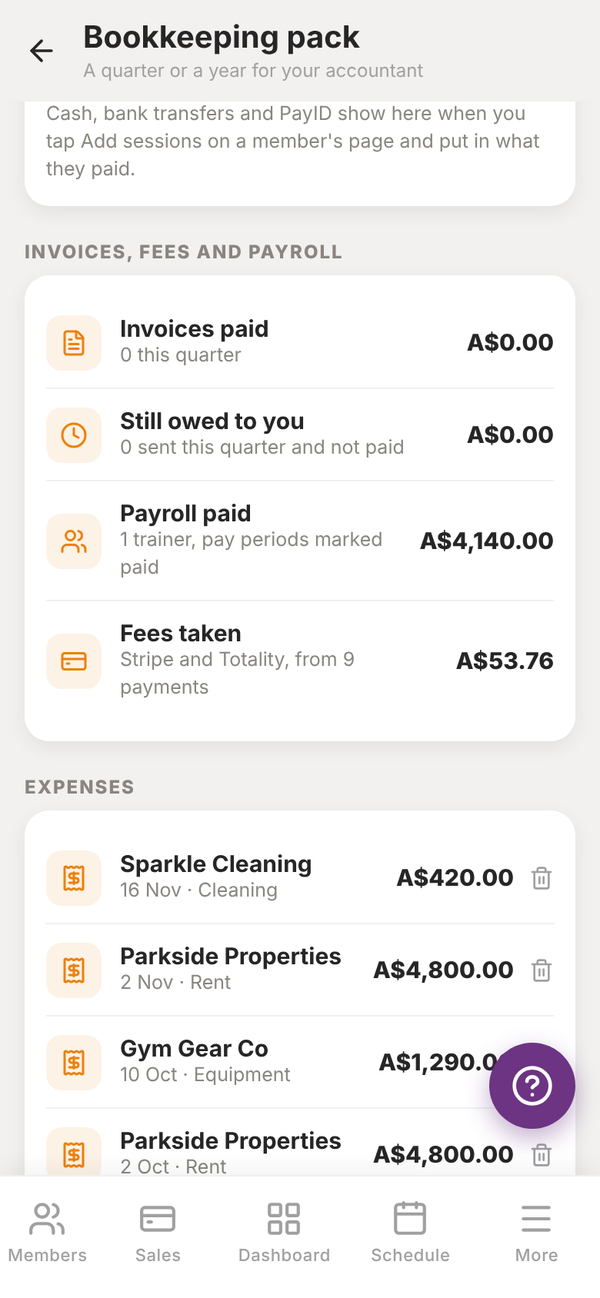 Bookkeeping pack
A quarter or a year for your accountant
Cash, bank transfers and PayID show here when you
tap Add sessions on a member's page and put in what
they paid.
INVOICES, FEES AND PAYROLL
Invoices paid
0 this quarter
A$0.00
Still owed to you
0 sent this quarter and not paid
A$0.00
Payroll paid
1 trainer, pay periods marked
paid
A$4,140.00
Fees taken
Stripe and Totality, from 9
payments
A$53.76
EXPENSES
Sparkle Cleaning
16 Nov · Cleaning
A$420.00
Parkside Properties
2 Nov · Rent
A$4,800.00
Gym Gear Co
10 Oct · Equipment
A$1,290.0
Parkside Properties
2 Oct · Rent
A$4,800.00
Members
Sales
Dashboard
Schedule
More